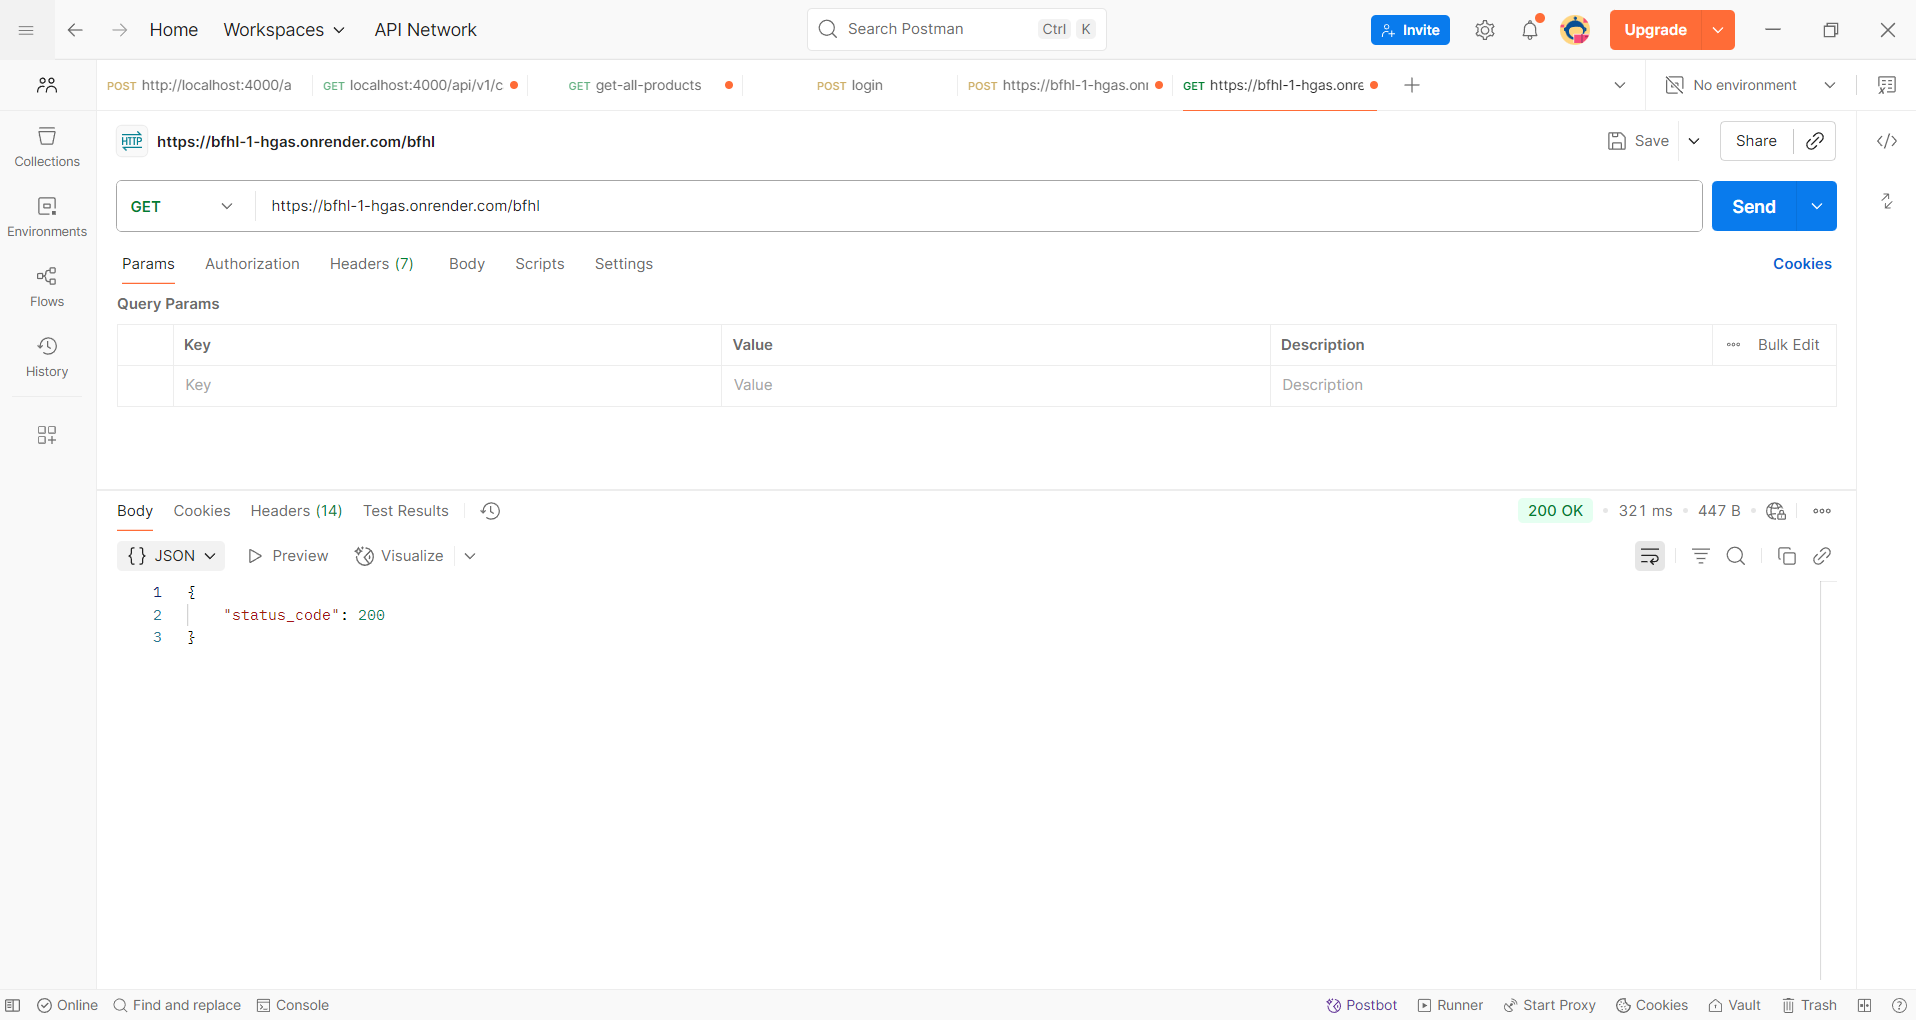 Home Workspaces API Network Search Postman Ctrl K Invite Upgrade
POST http://localhost:4000/a GET localhost:4000/api/v1/c GET get-all-products POST login POST https://bfhl-1-hgas.onr GET https://bfhl-1-hgas.onre No environment
HTTP https://bfhl-1-hgas.onrender.com/bfhl Save Share
Collections
GET https://bfhl-1-hgas.onrender.com/bfhl Send
Environments
Params Authorization Headers (7) Body Scripts Settings Cookies
Flows
Query Params
Key Value Description Bulk Edit
History
Key Value Description
Body Cookies Headers (14) Test Results 200 OK 321 ms 447 B
{} JSON Preview Visualize
1 {
2 "status_code": 200
3 }
Online Find and replace Console Postbot Runner Start Proxy Cookies Vault Trash